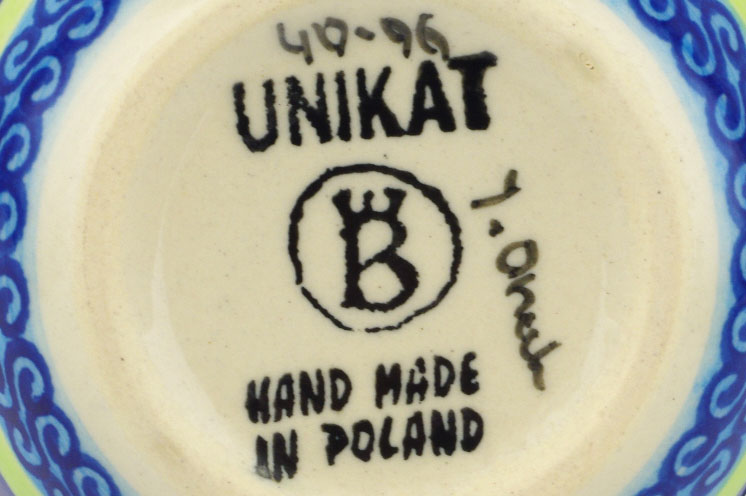 40-96
UNIKAT
B
HAND MADE
IN POLAND